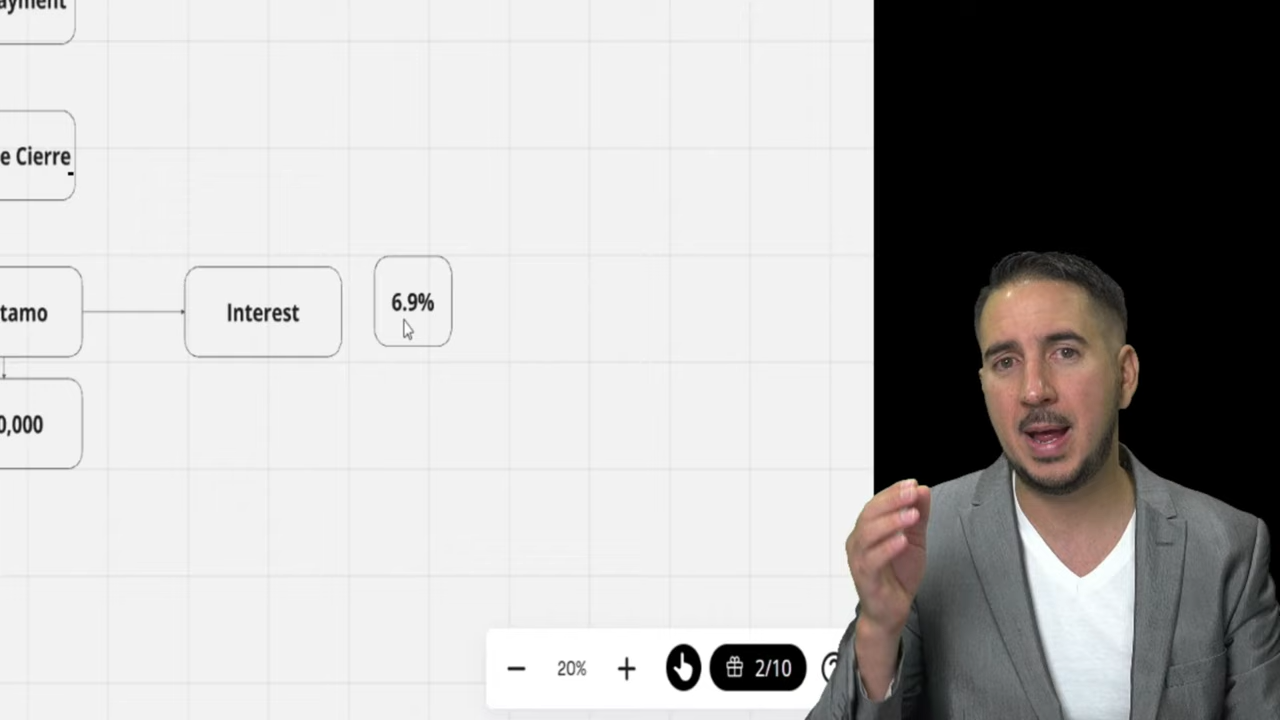 ayment
e Cierre
tamo
Interest
6.9%
0,000
20%
2/10